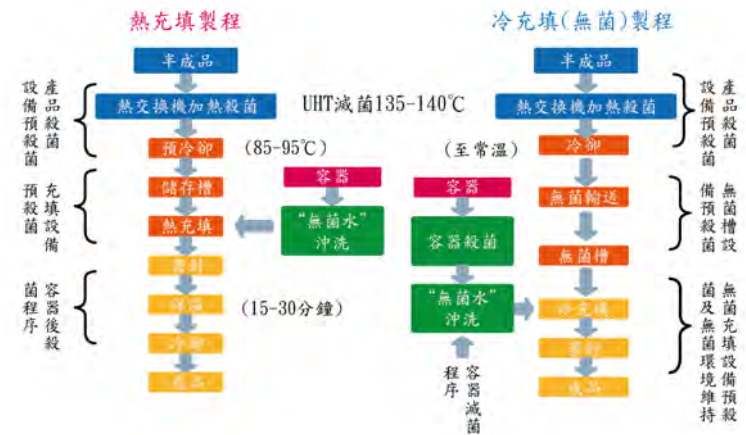 熱充填製程
半成品
熱交換機加熱殺菌
預冷卻
(85-95℃)
儲存槽
熱充填
密封
保溫
(15-30分鐘)
冷卻
產品
產品殺菌
設備預殺菌
充填設備
預殺菌
容器後殺
菌程序
容器
“無菌水”
沖洗
UHT滅菌135-140℃
冷充填(無菌)製程
半成品
熱交換機加熱殺菌
(至常溫)
冷卻
無菌輸送
無菌槽
冷充填
密封
成品
容器
容器殺菌
“無菌水”
沖洗
容器滅菌
程序
產品殺菌
設備預殺菌
無菌槽設
備預殺菌
無菌充填設備預殺
菌及無菌環境維持